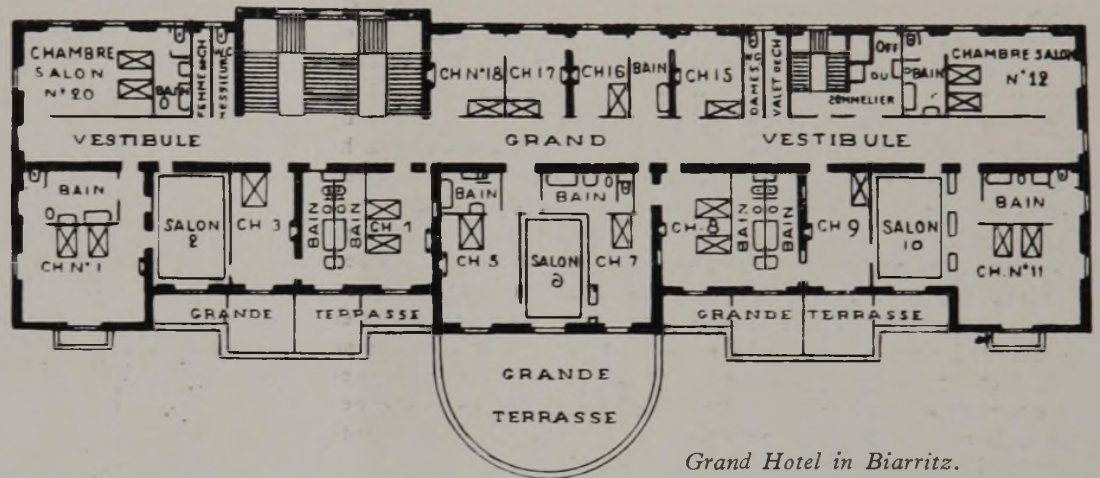 CHAMBRE
SALON
N° 20
BAIN
FEMME DE CH
MESSIEURS W.C.
CH N° 18
CH 17
CH 16
BAIN
CH 15
DAMES W.C.
VALET DE CH
OFF
DU
SOMMELIER
BAIN
CHAMBRE SALON
N° 12
VESTIBULE
GRAND
VESTIBULE
BAIN
CH N° 1
SALON
2
CH 3
BAIN
BAIN
CH
BAIN
CH 5
BAIN
SALON
6
CH 7
CH. 8
BAIN
BAIN
CH 9
SALON
10
BAIN
CH. N° 11
GRANDE TERRASSE
GRANDE TERRASSE
GRANDE
TERRASSE
Grand Hotel in Biarritz.